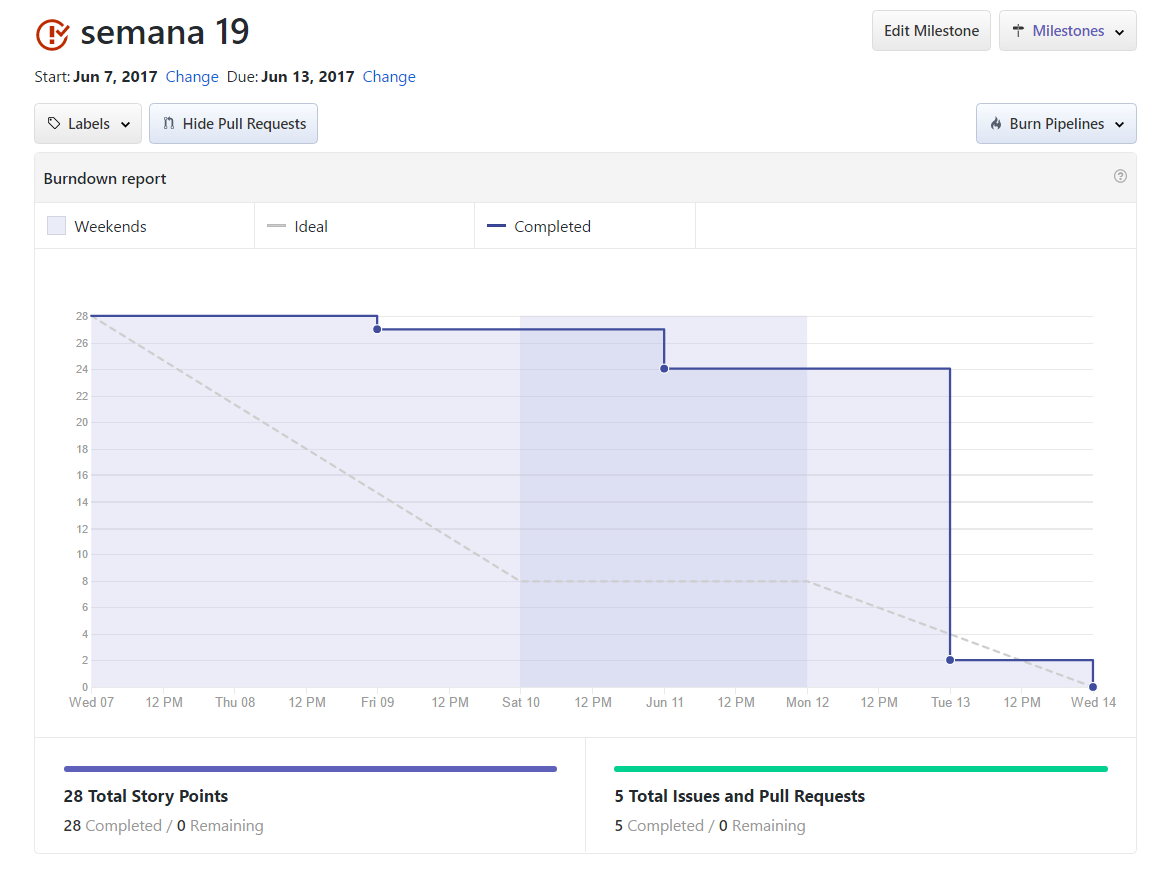 semana 19
Edit Milestone
Milestones
Start: Jun 7, 2017 Change Due: Jun 13, 2017 Change
Labels
Hide Pull Requests
Burn Pipelines
Burndown report
Weekends
Ideal
Completed
28
26
24
22
20
18
16
14
12
10
8
6
4
2
0
Wed 07 12 PM Thu 08 12 PM Fri 09 12 PM Sat 10 12 PM Jun 11 12 PM Mon 12 12 PM Tue 13 12 PM Wed 14
28 Total Story Points
28 Completed / 0 Remaining
5 Total Issues and Pull Requests
5 Completed / 0 Remaining